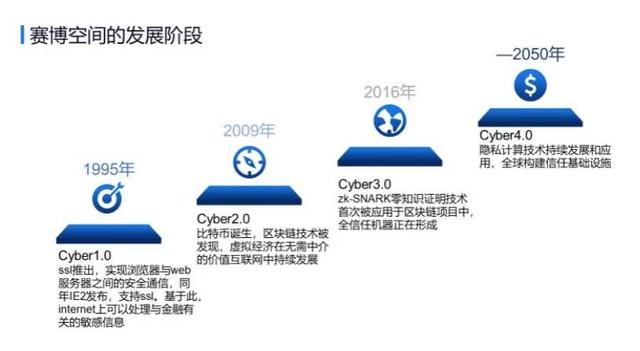 赛博空间的发展阶段
1995年
Cyber1.0
ssl推出，实现浏览器与web
服务器之间的安全通信，同
年IE2发布，支持ssl。基于此，
internet上可以处理与金融有
关的敏感信息
2009年
Cyber2.0
比特币诞生，区块链技术被
发现，虚拟经济在无需中介
的价值互联网中持续发展
2016年
Cyber3.0
zk-SNARK零知识证明技术
首次被应用于区块链项目中，
全信任机器正在形成
—2050年
$
Cyber4.0
隐私计算技术持续发展和应
用，全球构建信任基础设施